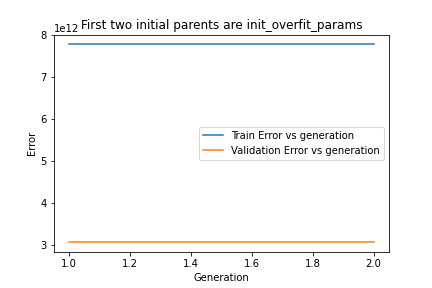 First two initial parents are init_overfit_params
1e12
8
7
6
5
4
3
Error
Train Error vs generation
Validation Error vs generation
1.0 1.2 1.4 1.6 1.8 2.0
Generation